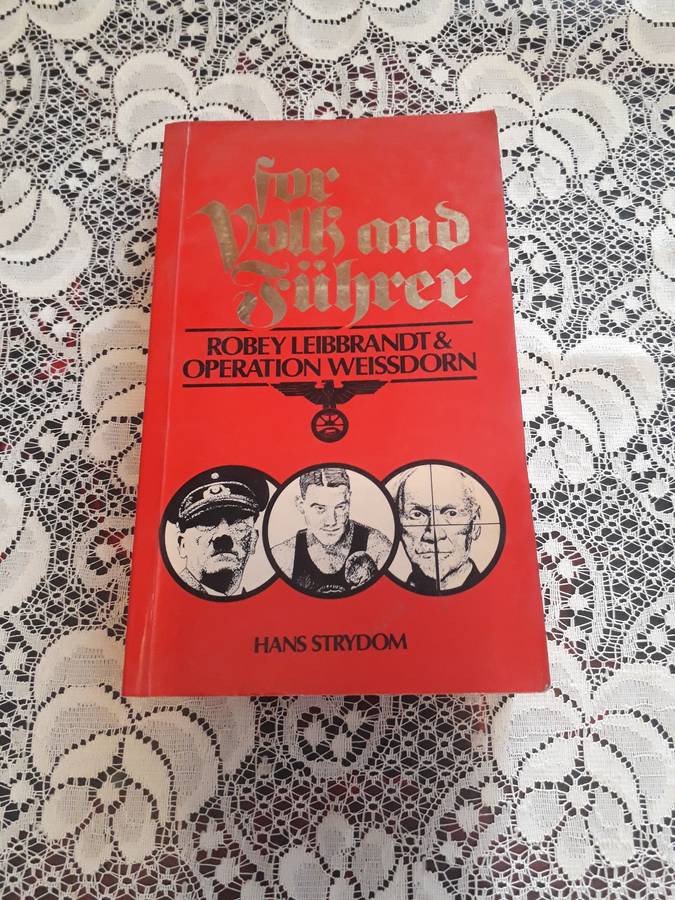 for
Volk and
Führer
ROBEY LEIBBRANDT &
OPERATION WEISSDORN
HANS STRYDOM